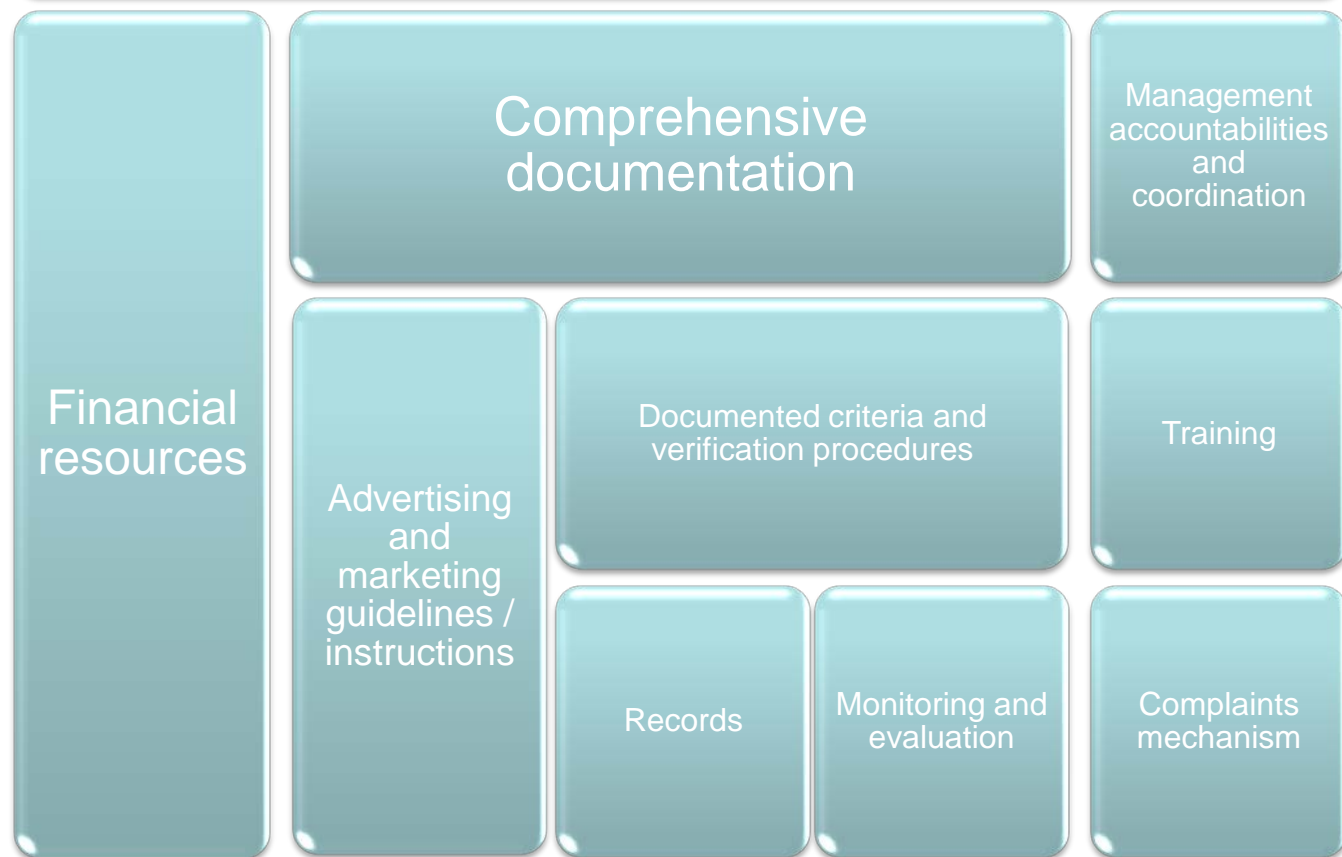 Financial
resources
Comprehensive
documentation
Management
accountabilities
and
coordination
Advertising
and
marketing
guidelines /
instructions
Documented criteria and
verification procedures
Training
Records
Monitoring and
evaluation
Complaints
mechanism